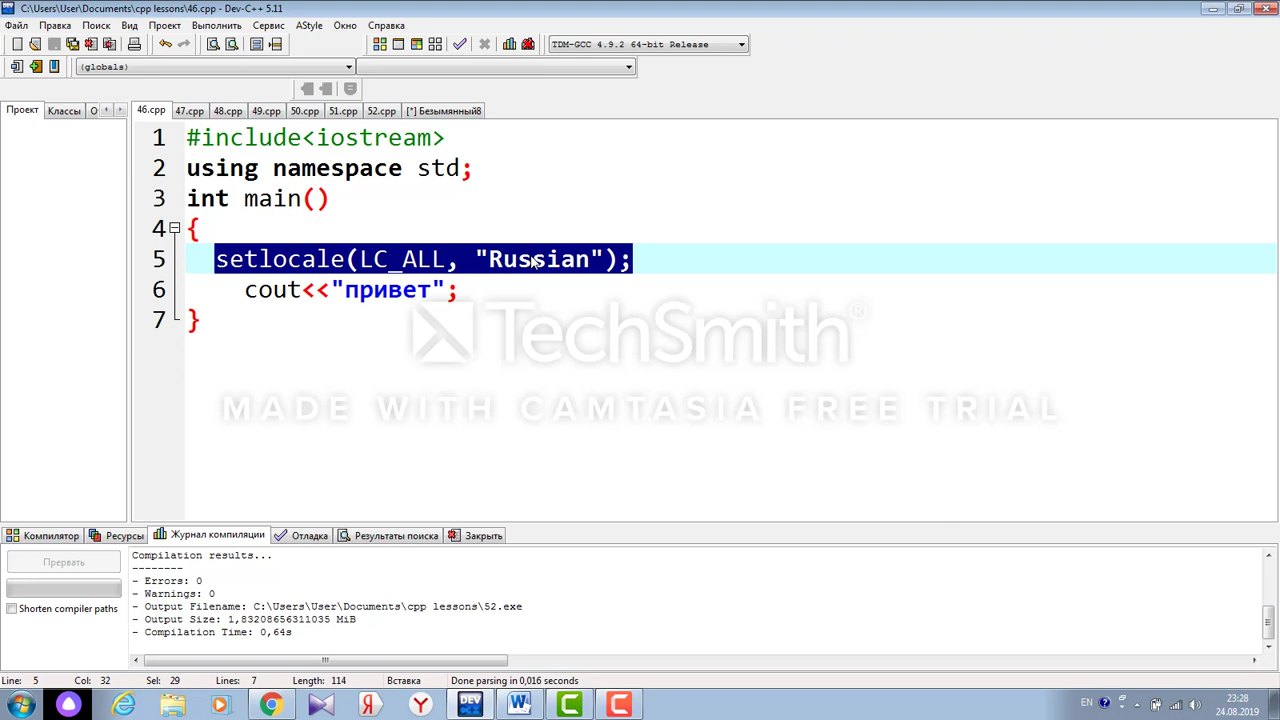 C:\Users\User\Documents\cpp lessons\46.cpp - Dev-C++ 5.11
Файл Правка Поиск Вид Проект Выполнить Сервис AStyle Окно Справка
TDM-GCC 4.9.2 64-bit Release
(globals)
Проект Классы О 46.cpp 47.cpp 48.cpp 49.cpp 50.cpp 51.cpp 52.cpp [*] Безымянный8
1 #include<iostream>
2 using namespace std;
3 int main()
4 {
5 setlocale(LC_ALL, "Russian");
6 cout<<"привет";
7 }
TechSmith®
MADE WITH CAMTASIA FREE TRIAL
Компилятор Ресурсы Журнал компиляции Отладка Результаты поиска Закрыть
Прервать
Shorten compiler paths
Compilation results...
--------
- Errors: 0
- Warnings: 0
- Output Filename: C:\Users\User\Documents\cpp lessons\52.exe
- Output Size: 1,83208656311035 MiB
- Compilation Time: 0,64s
Line: 5 Col: 32 Sel: 29 Lines: 7 Length: 114 Вставка Done parsing in 0,016 seconds
EN 23:28
24.08.2019